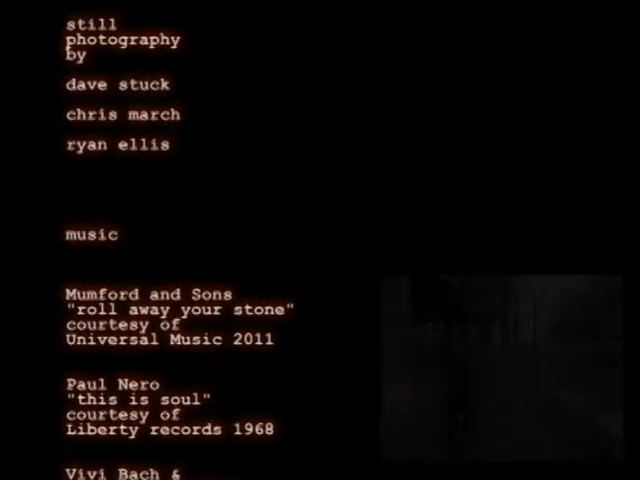 still
photography
by
dave stuck
chris march
ryan ellis
music
Mumford and Sons
"roll away your stone"
courtesy of
Universal Music 2011
Paul Nero
"this is soul"
courtesy of
Liberty records 1968
Vivi Bach &